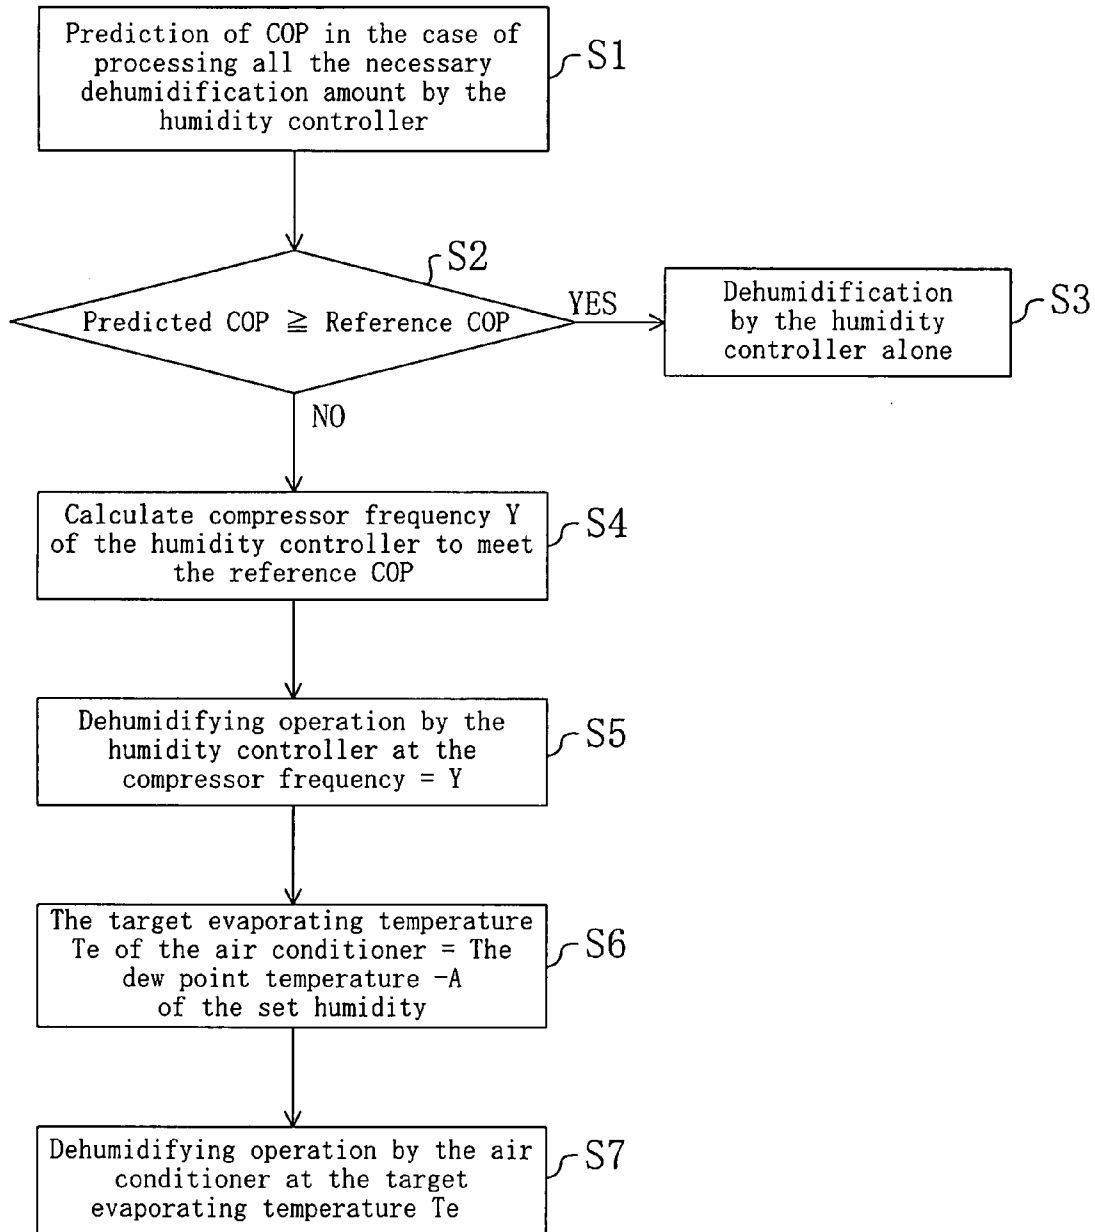 Prediction of COP in the case of
processing all the necessary
dehumidification amount by the
humidity controller
S1
S2
Predicted COP ≧ Reference COP
YES
Dehumidification
by the humidity
controller alone
S3
NO
Calculate compressor frequency Y
of the humidity controller to meet
the reference COP
S4
Dehumidifying operation by the
humidity controller at the
compressor frequency = Y
S5
The target evaporating temperature
Te of the air conditioner = The
dew point temperature -A
of the set humidity
S6
Dehumidifying operation by the air
conditioner at the target
evaporating temperature Te
S7